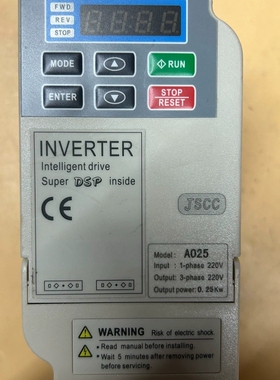 FWD
REV
STOP
MODE
RUN
ENTER
STOP
RESET
INVERTER
Intelligent drive
Super DSP inside
CE
JSCC
Model: A025
Input : 1-phase 220V
Output: 3-phase 220V
Output power: 0.25Kw
WARNING Risk of electric shock.
• Read manual before installing.
• Wait 5 minutes after removing power
before servicing.